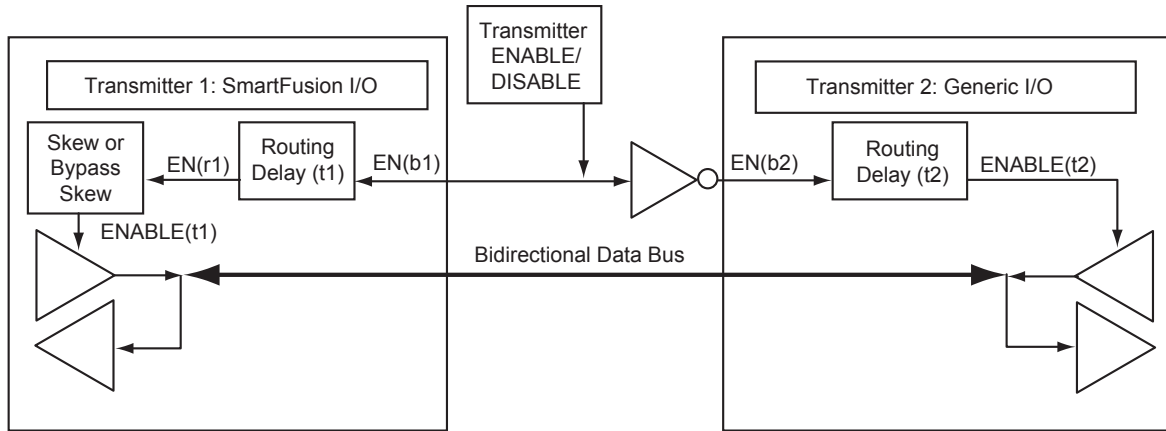 Transmitter
ENABLE/
DISABLE
Transmitter 1: SmartFusion I/O
Transmitter 2: Generic I/O
Skew or
Bypass
Skew
EN(r1)
Routing
Delay (t1)
EN(b1)
EN(b2)
Routing
Delay (t2)
ENABLE(t2)
ENABLE(t1)
Bidirectional Data Bus